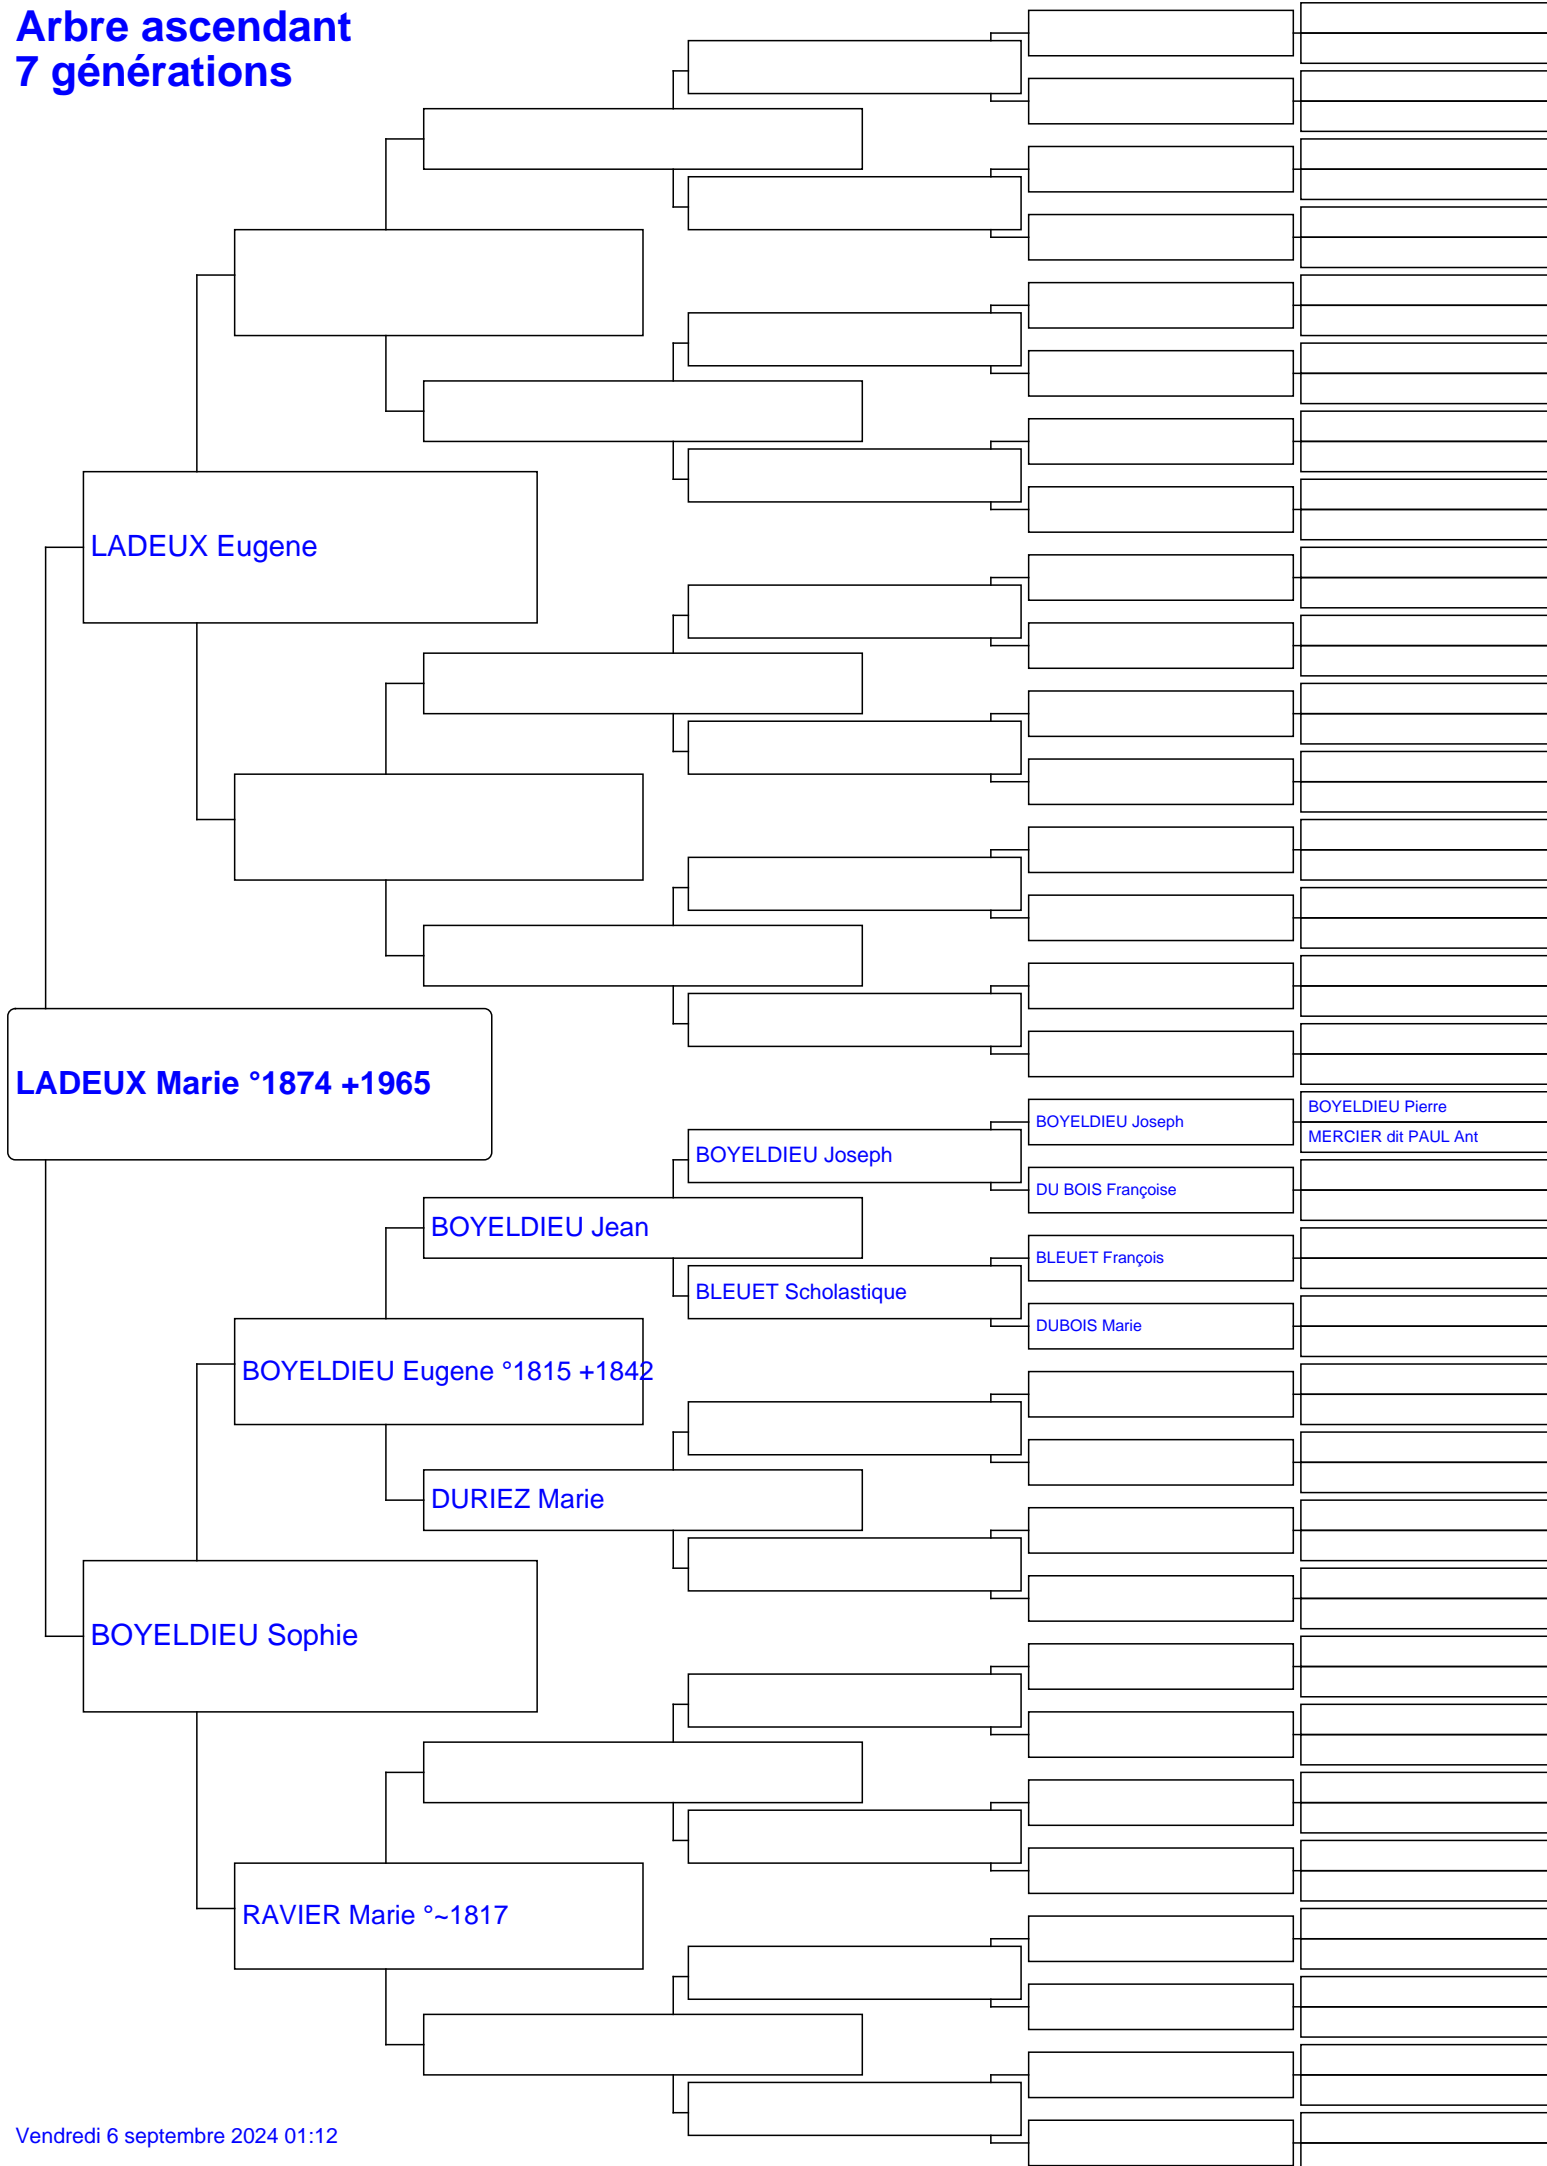 Arbre ascendant
7 générations
LADEUX Eugene
LADEUX Marie °1874 +1965
BOYELDIEU Joseph
BOYELDIEU Pierre
MERCIER dit PAUL Ant
BOYELDIEU Joseph
DU BOIS Françoise
BOYELDIEU Jean
BLEUET François
BLEUET Scholastique
DUBOIS Marie
BOYELDIEU Eugene °1815 +1842
DURIEZ Marie
BOYELDIEU Sophie
RAVIER Marie °~1817
Vendredi 6 septembre 2024 01:12